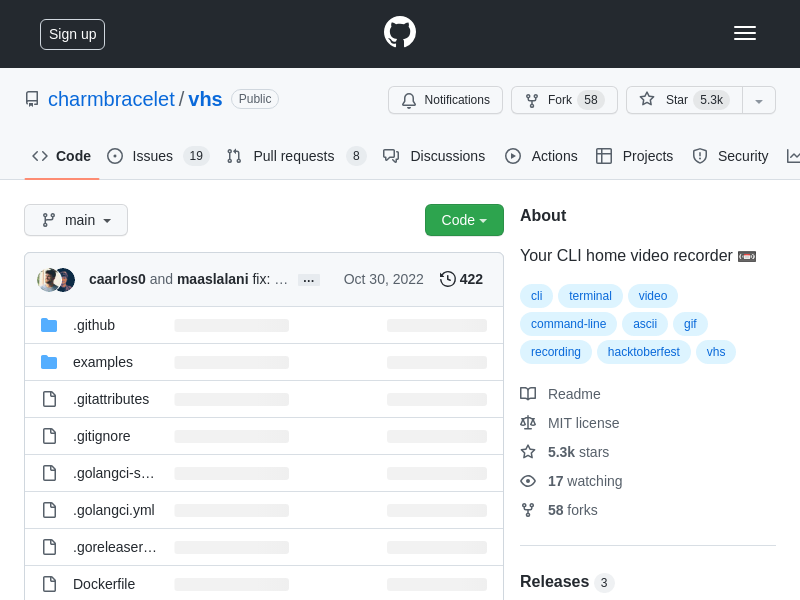 Sign up
charmbracelet / vhs Public
Notifications Fork 58 Star 5.3k
Code Issues 19 Pull requests 8 Discussions Actions Projects Security
main Code
caarlos0 and maaslalani fix: … ... Oct 30, 2022 422
.github
examples
.gitattributes
.gitignore
.golangci-s…
.golangci.yml
.goreleaser…
Dockerfile
About
Your CLI home video recorder 📼
cli terminal video
command-line ascii gif
recording hacktoberfest vhs
Readme
MIT license
5.3k stars
17 watching
58 forks
Releases 3